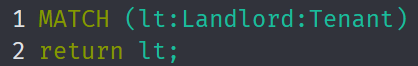 1 MATCH (lt:Landlord:Tenant)
2 return lt;